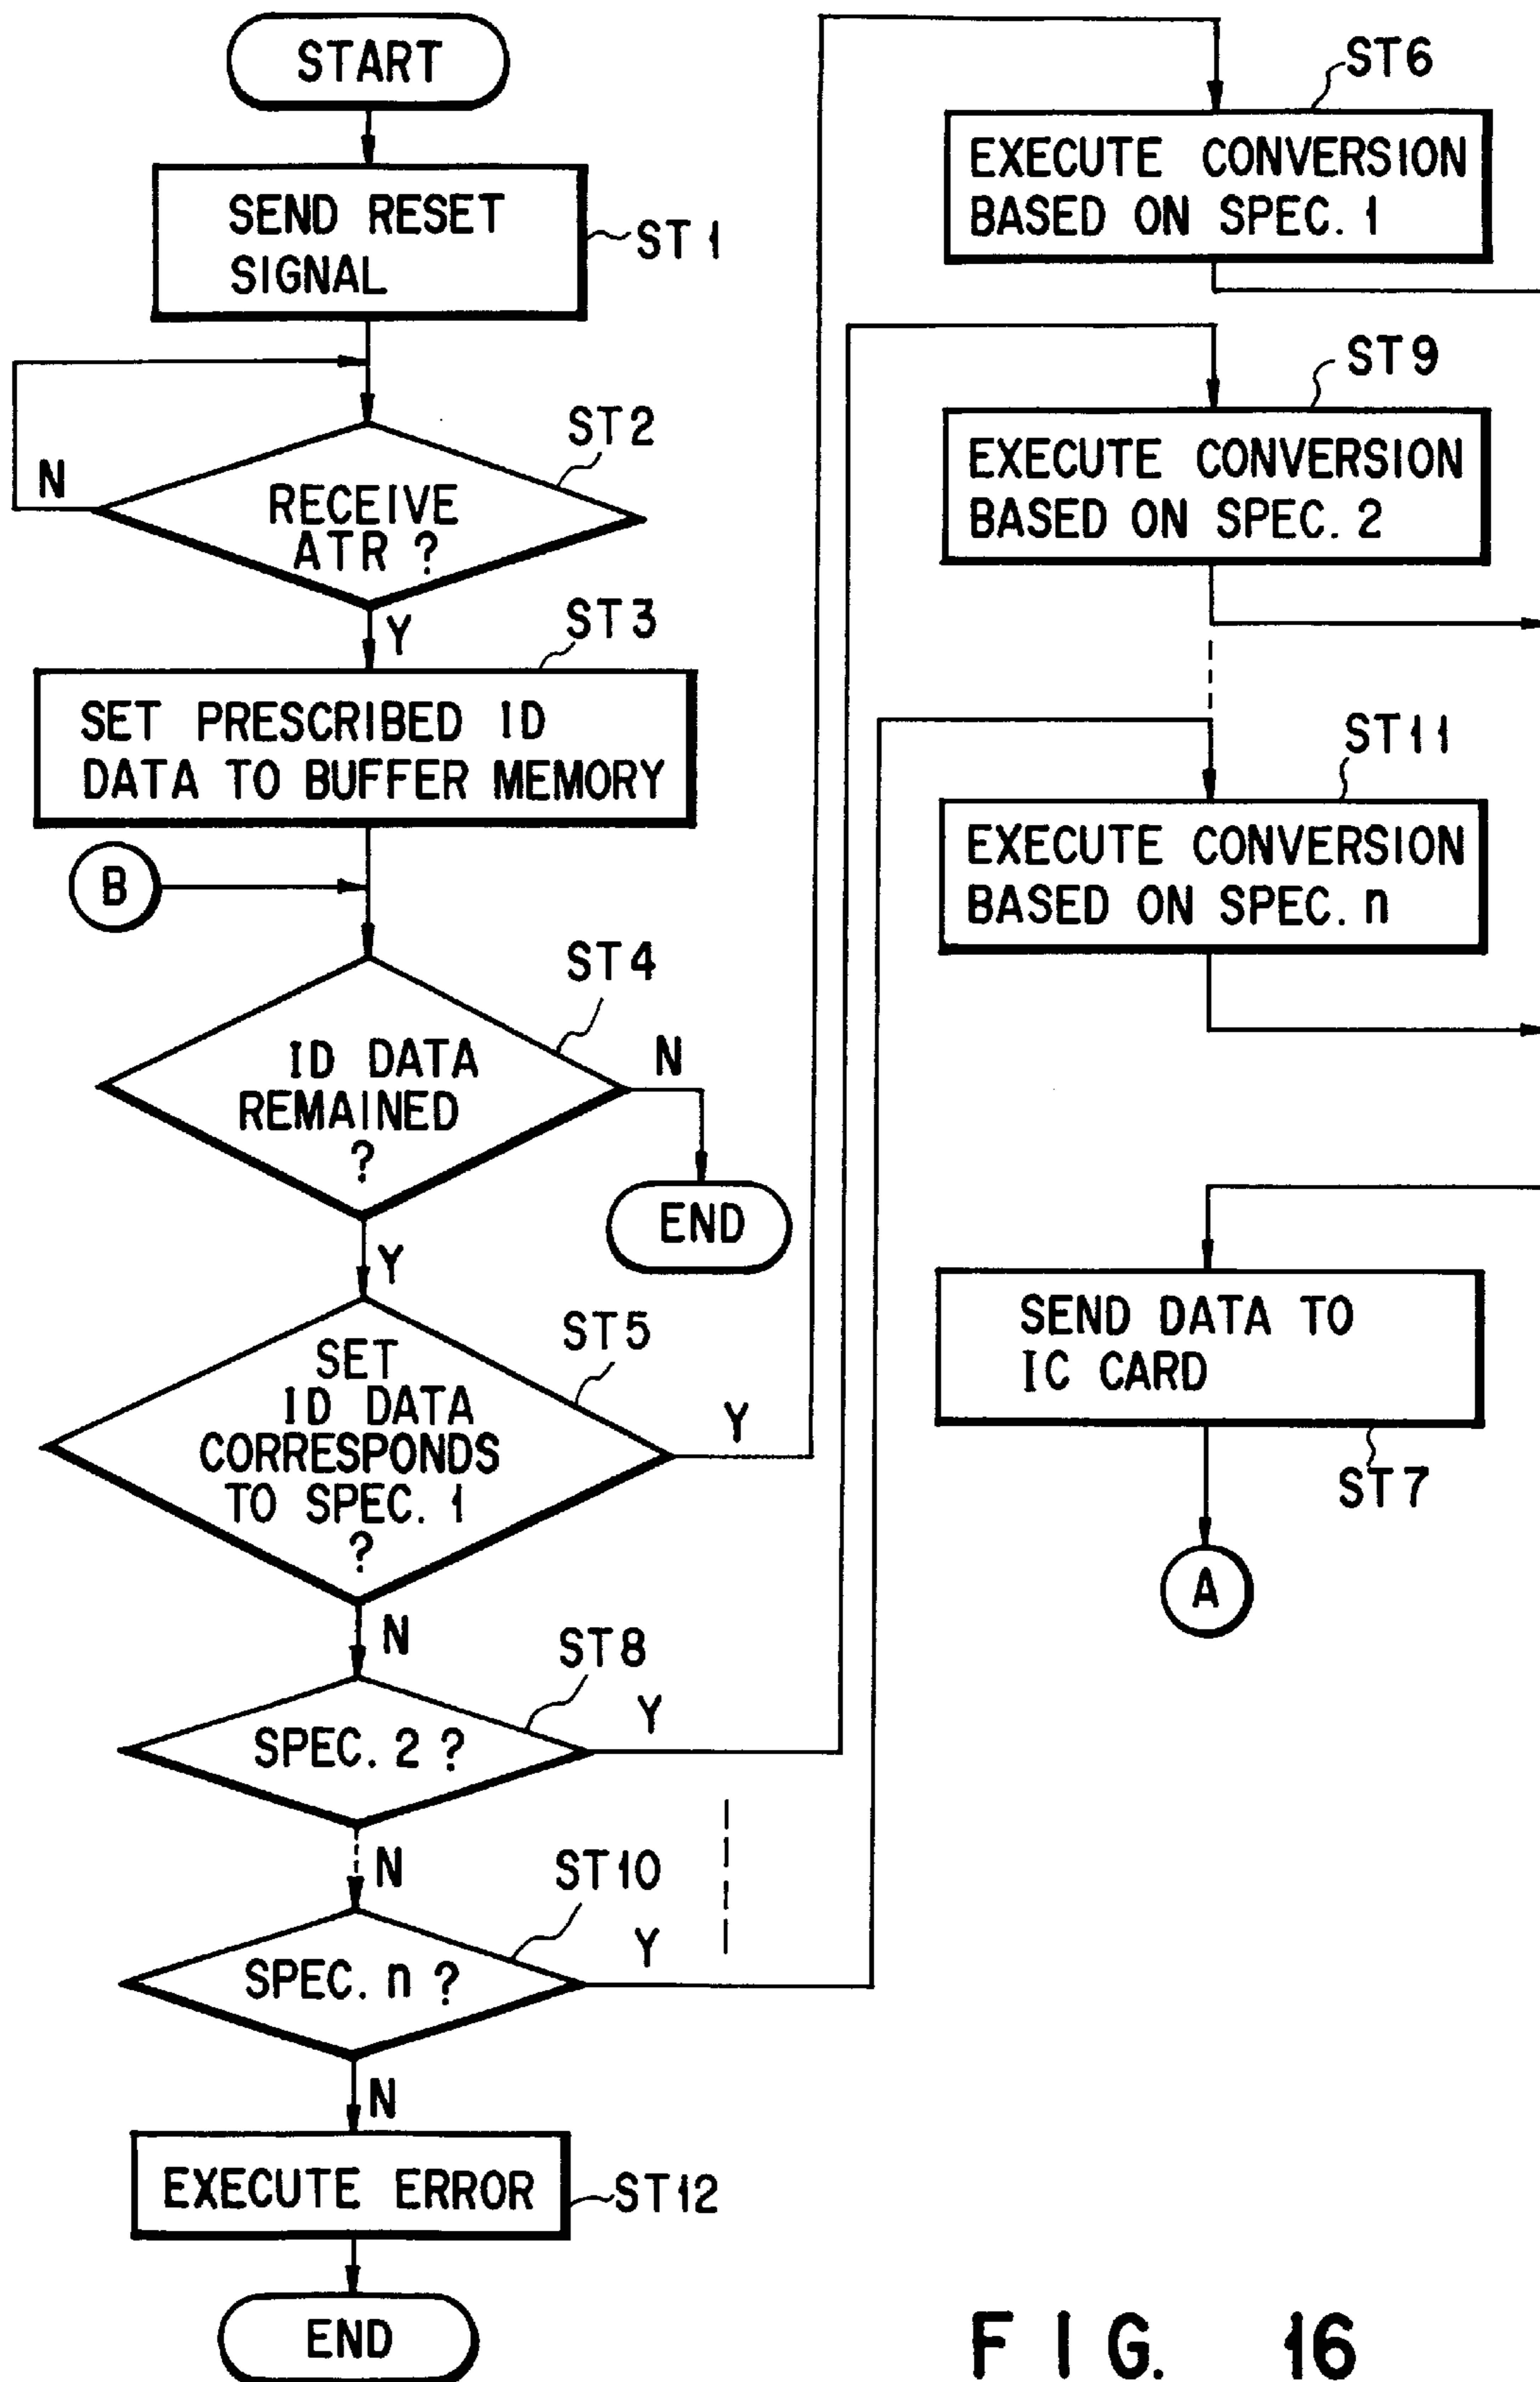 START
SEND RESET
SIGNAL
ST1
N
RECEIVE
ATR ?
ST2
Y
ST3
SET PRESCRIBED ID
DATA TO BUFFER MEMORY
B
ST4
ID DATA
REMAINED
?
N
END
Y
ST5
SET
ID DATA
CORRESPONDS
TO SPEC. 1
?
Y
N
ST8
SPEC. 2 ?
Y
N
ST10
SPEC. n ?
Y
N
EXECUTE ERROR
ST12
END
ST6
EXECUTE CONVERSION
BASED ON SPEC. 1
ST9
EXECUTE CONVERSION
BASED ON SPEC. 2
ST11
EXECUTE CONVERSION
BASED ON SPEC. n
SEND DATA TO
IC CARD
ST7
A
FIG. 16